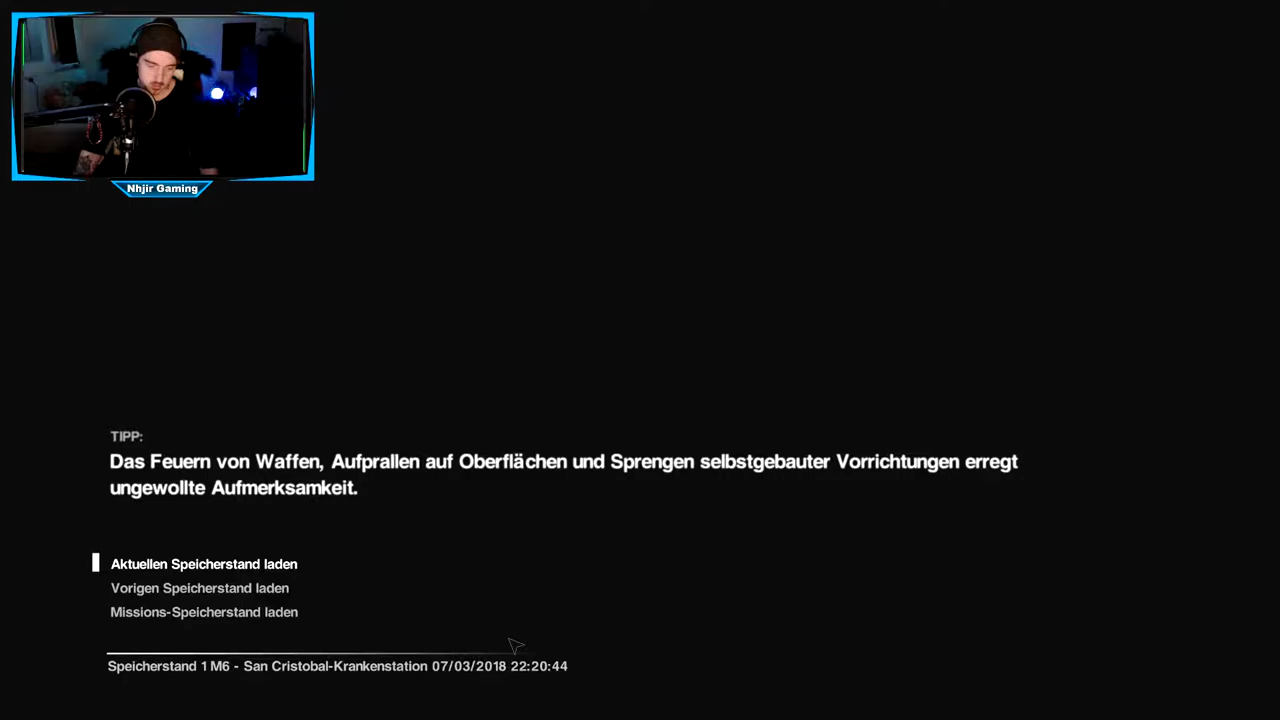 Nhjir Gaming
TIPP:
Das Feuern von Waffen, Aufprallen auf Oberflächen und Sprengen selbstgebauter Vorrichtungen erregt
ungewollte Aufmerksamkeit.
Aktuellen Speicherstand laden
Vorigen Speicherstand laden
Missions-Speicherstand laden
Speicherstand 1 M6 - San Cristobal-Krankenstation 07/03/2018 22:20:44